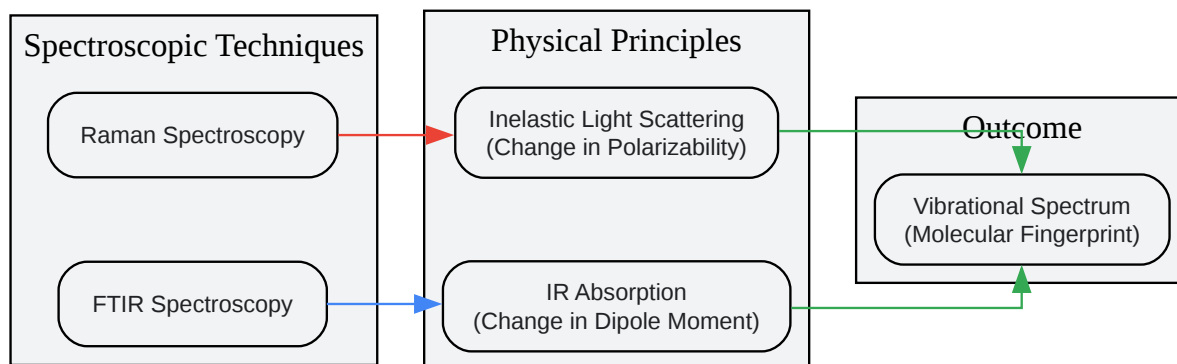 Spectroscopic Techniques
Raman Spectroscopy
FTIR Spectroscopy
Physical Principles
Inelastic Light Scattering
(Change in Polarizability)
IR Absorption
(Change in Dipole Moment)
Outcome
Vibrational Spectrum
(Molecular Fingerprint)